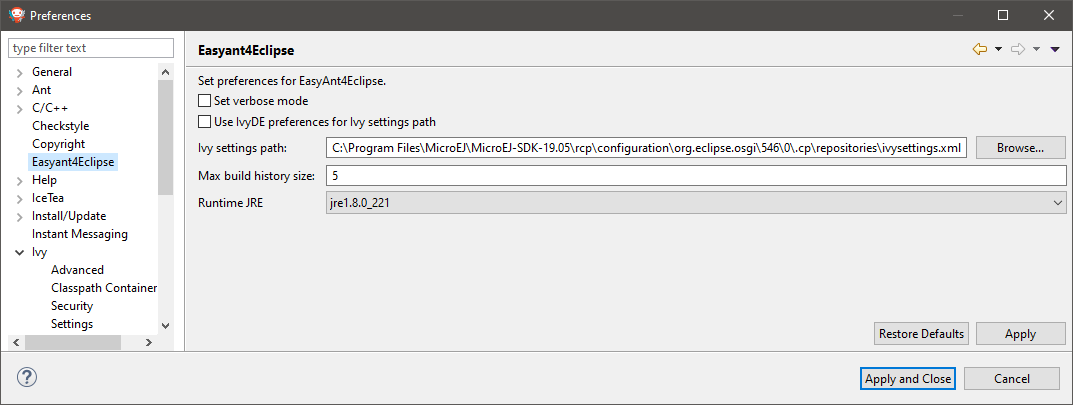 Preferences
type filter text
General
Ant
C/C++
Checkstyle
Copyright
Easyant4Eclipse
Help
IceTea
Install/Update
Instant Messaging
Ivy
Advanced
Classpath Container
Security
Settings
Easyant4Eclipse
Set preferences for EasyAnt4Eclipse.
Set verbose mode
Use IvyDE preferences for Ivy settings path
Ivy settings path: C:\Program Files\MicroEJ\MicroEJ-SDK-19.05\rcp\configuration\org.eclipse.osgi\546\0\.cp\repositories\ivysettings.xml Browse...
Max build history size: 5
Runtime JRE jre1.8.0_221
Restore Defaults Apply
? Apply and Close Cancel